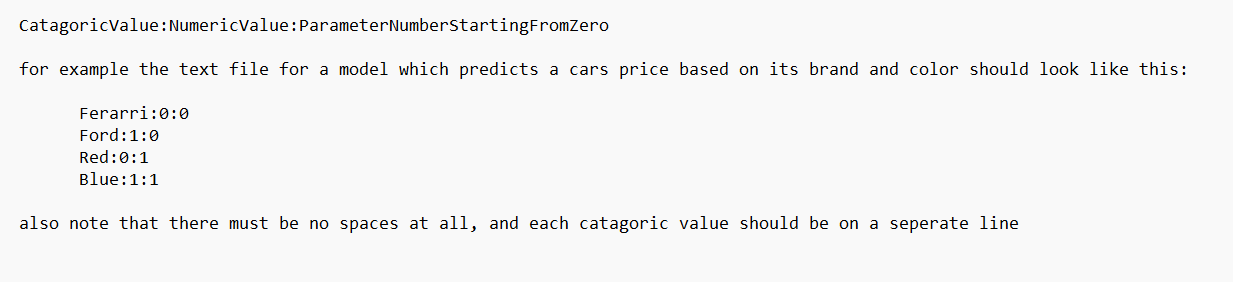 CatagoricValue:NumericValue:ParameterNumberStartingFromZero
for example the text file for a model which predicts a cars price based on its brand and color should look like this:
Ferarri:0:0
Ford:1:0
Red:0:1
Blue:1:1
also note that there must be no spaces at all, and each catagoric value should be on a seperate line